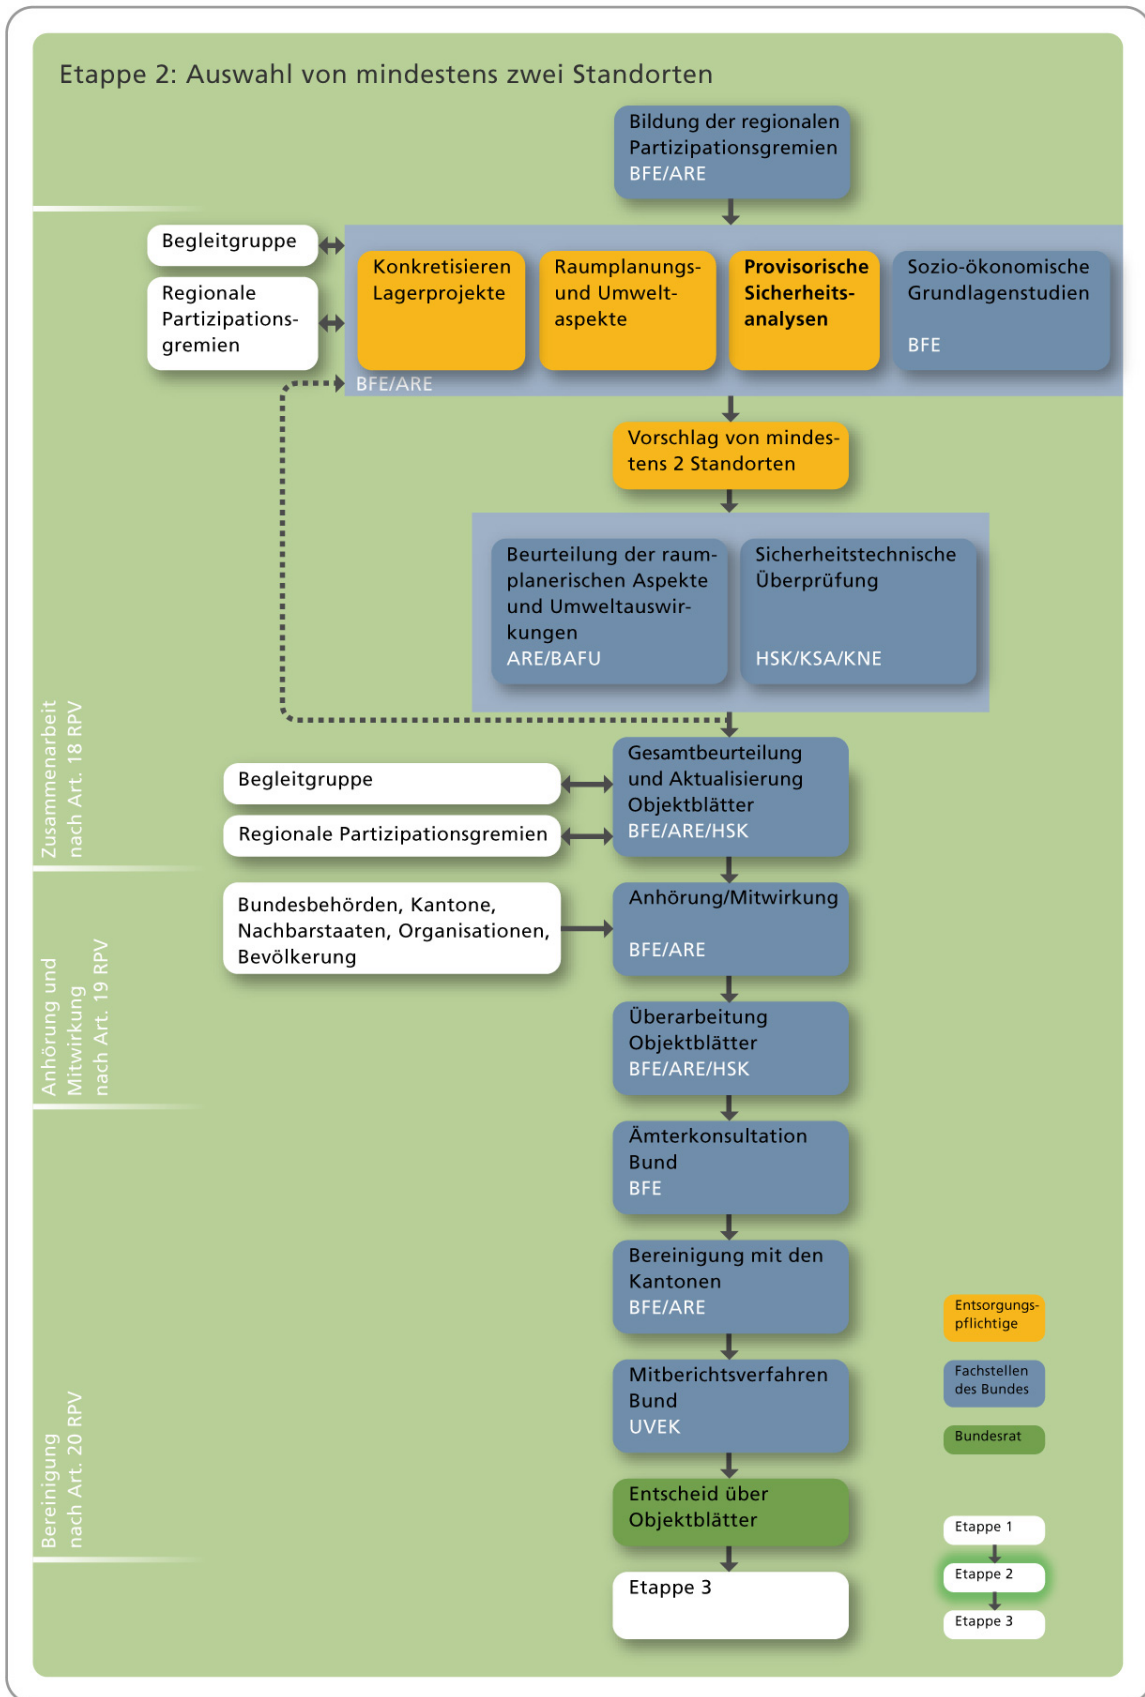 Etappe 2: Auswahl von mindestens zwei Standorten
Bildung der regionalen
Partizipationsgremien
BFE/ARE
Begleitgruppe
Regionale
Partizipations-
gremien
Konkretisieren
Lagerprojekte
Raumplanungs-
und Umwelt-
aspekte
Provisorische
Sicherheits-
analysen
Sozio-ökonomische
Grundlagenstudien
BFE
BFE/ARE
Vorschlag von mindes-
tens 2 Standorten
Beurteilung der raum-
planerischen Aspekte
und Umweltauswir-
kungen
ARE/BAFU
Sicherheitstechnische
Überprüfung
HSK/KSA/KNE
Zusammenarbeit
nach Art. 18 RPV
Gesamtbeurteilung
und Aktualisierung
Objektblätter
BFE/ARE/HSK
Begleitgruppe
Regionale Partizipationsgremien
Anhörung und
Mitwirkung
nach Art. 19 RPV
Bundesbehörden, Kantone,
Nachbarstaaten, Organisationen,
Bevölkerung
Anhörung/Mitwirkung
BFE/ARE
Überarbeitung
Objektblätter
BFE/ARE/HSK
Bereinigung
nach Art. 20 RPV
Ämterkonsultation
Bund
BFE
Bereinigung mit den
Kantonen
BFE/ARE
Mitberichtsverfahren
Bund
UVEK
Entscheid über
Objektblätter
Etappe 3
Entsorgungs-
pflichtige
Fachstellen
des Bundes
Bundesrat
Etappe 1
Etappe 2
Etappe 3